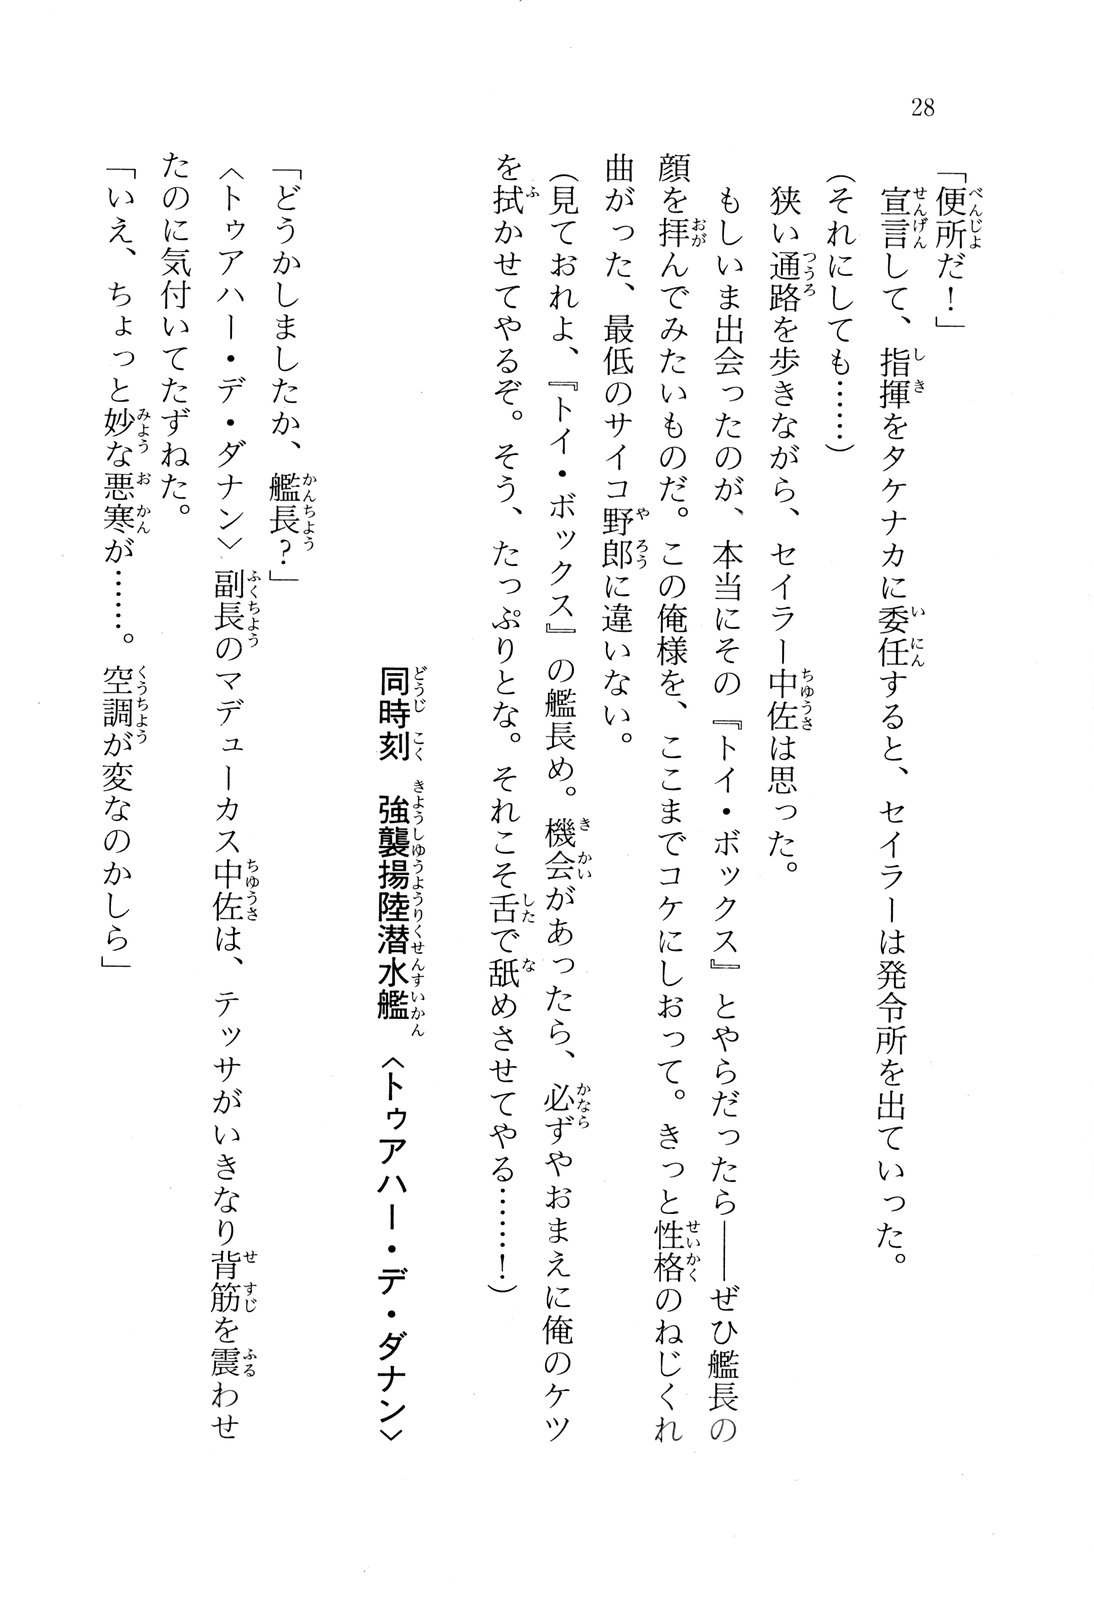 28
「便所だ！」
宣言して、指揮をタケナカに委任すると、セイラーは発令所を出ていった。
（それにしても……）
狭い通路を歩きながら、セイラー中佐は思った。
もしいま出会ったのが、本当にその『トイ・ボックス』とやらだったら――ぜひ艦長の
顔を拝んでみたいものだ。この俺様を、ここまでコケにしおって。きっと性格のねじくれ
曲がった、最低のサイコ野郎に違いない。
（見ておれよ、『トイ・ボックス』の艦長め。機会があったら、必ずやおまえに俺のケツ
を拭かせてやるぞ。そう、たっぷりとな。それこそ舌で舐めさせてやる……！）
同時刻　強襲揚陸潜水艦　〈トゥアハー・デ・ダナン〉
「どうかしましたか、艦長？」
〈トゥアハー・デ・ダナン〉副長のマデューカス中佐は、テッサがいきなり背筋を震わせ
たのに気付いてたずねた。
「いえ、ちょっと妙な悪寒が……。空調が変なのかしら」